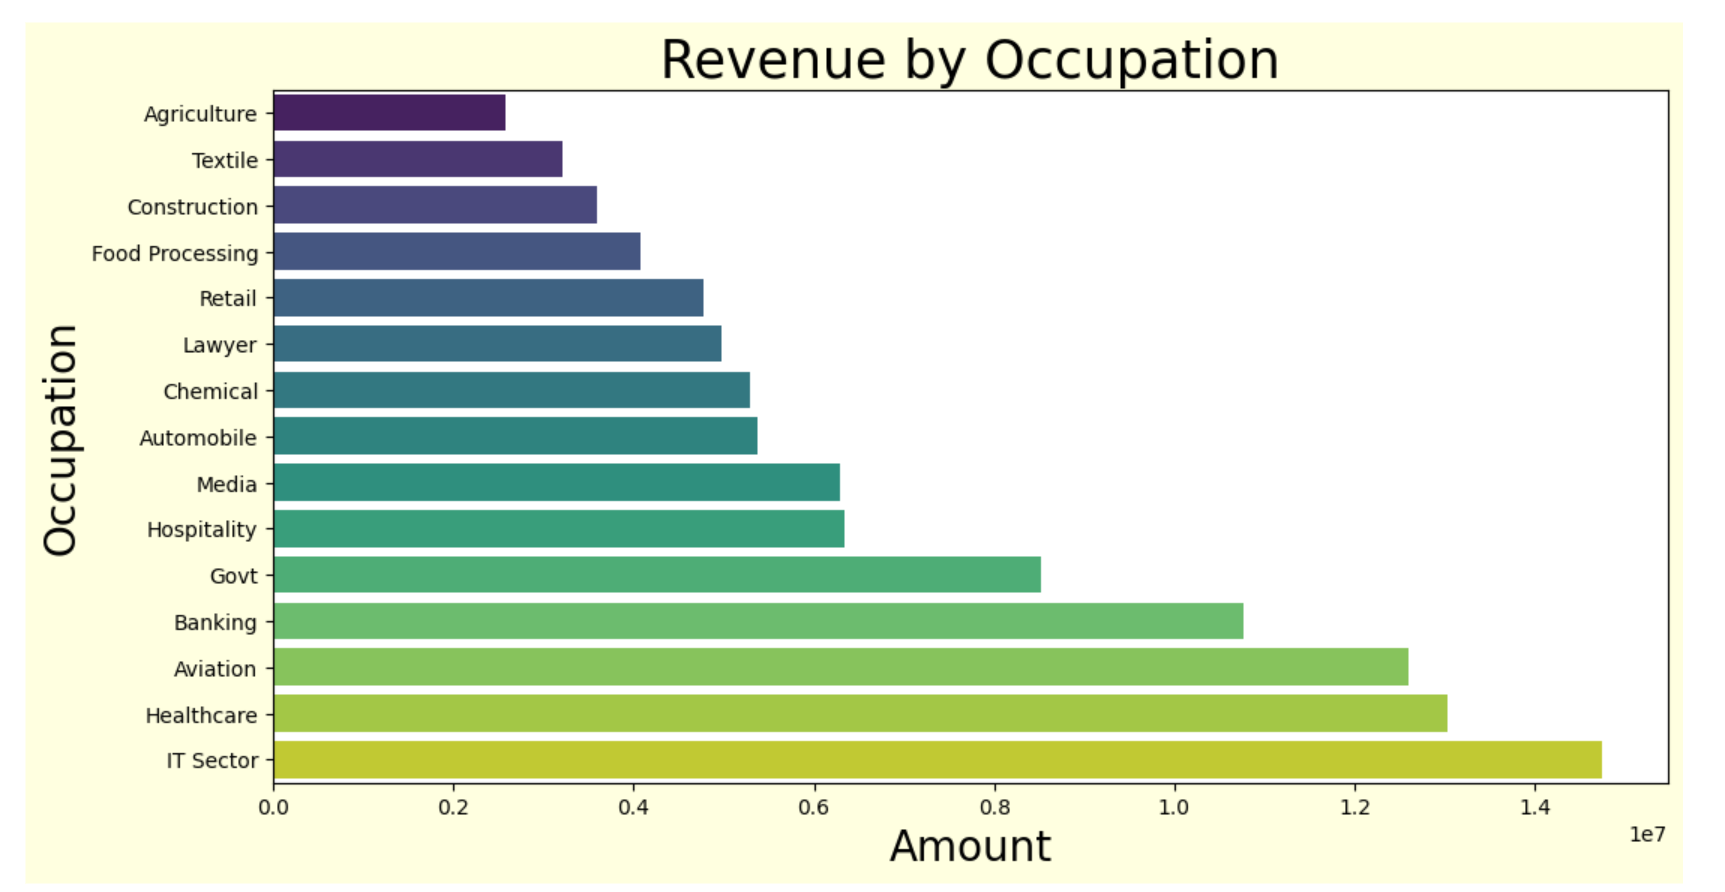 Revenue by Occupation
Occupation
Agriculture
Textile
Construction
Food Processing
Retail
Lawyer
Chemical
Automobile
Media
Hospitality
Govt
Banking
Aviation
Healthcare
IT Sector
0.0 0.2 0.4 0.6 0.8 1.0 1.2 1.4
1e7
Amount